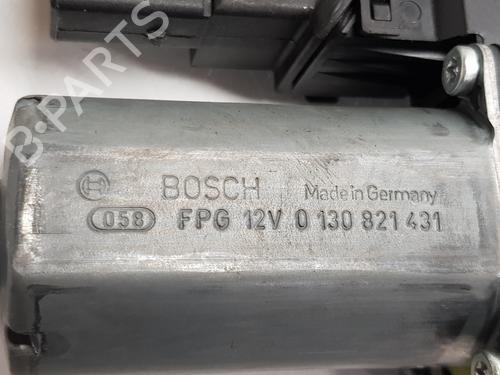 B-PARTS
BOSCH Made in Germany
058 FPG 12V 0 130 821 431